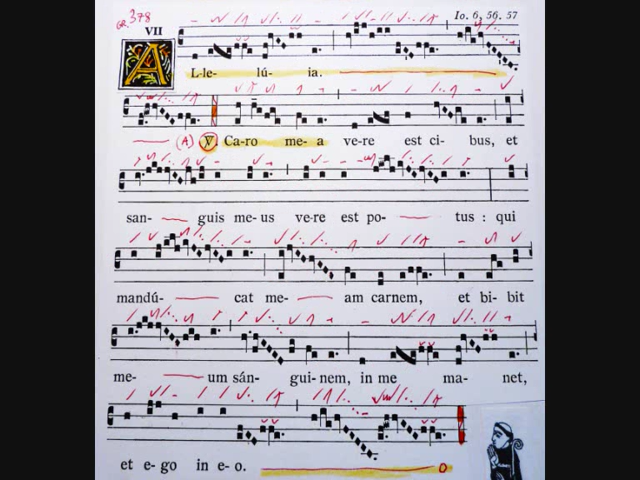 GR. 378
VII
Io. 6, 56. 57
AL-le- lú- ia.
(A) ℣. Ca-ro me- a ve-re est ci- bus, et
san- guis me-us ve-re est po- tus : qui
mandú- cat me- am carnem, et bi-bit
me- um sán- gui-nem, in me ma- net,
et e-go in e-o.